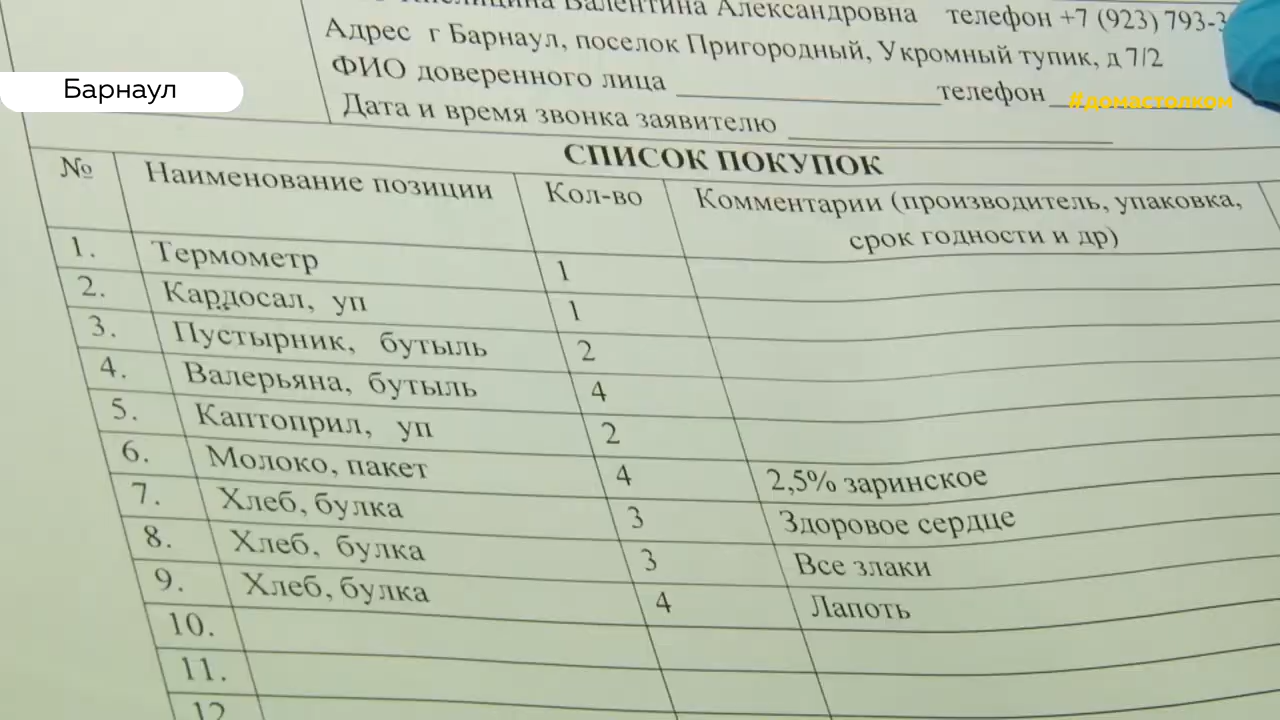 Валентина Александровна телефон +7 (923) 793-
Адрес г Барнаул, поселок Пригородный, Укромный тупик, д 7/2
ФИО доверенного лица телефон
#домастолком
Барнаул
Дата и время звонка заявителю
СПИСОК ПОКУПОК
№ Наименование позиции Кол-во Комментарии (производитель, упаковка, срок годности и др)
1. Термометр 1
2. Кардосал, уп 1
3. Пустырник, бутыль 2
4. Валерьяна, бутыль 4
5. Каптоприл, уп 2
6. Молоко, пакет 4 2,5% заринское
7. Хлеб, булка 3 Здоровое сердце
8. Хлеб, булка 3 Все злаки
9. Хлеб, булка 4 Лапоть
10.
11.
12